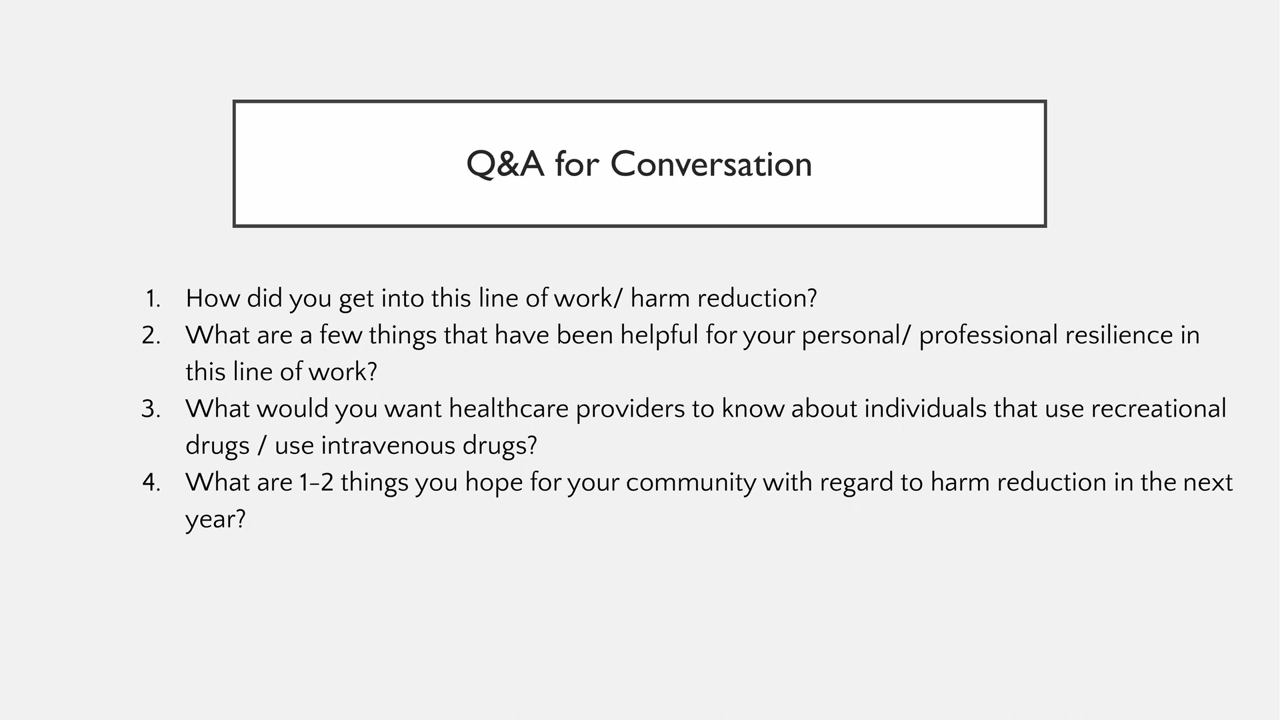 Q&A for Conversation
1. How did you get into this line of work/ harm reduction?
2. What are a few things that have been helpful for your personal/ professional resilience in
this line of work?
3. What would you want healthcare providers to know about individuals that use recreational
drugs / use intravenous drugs?
4. What are 1-2 things you hope for your community with regard to harm reduction in the next
year?